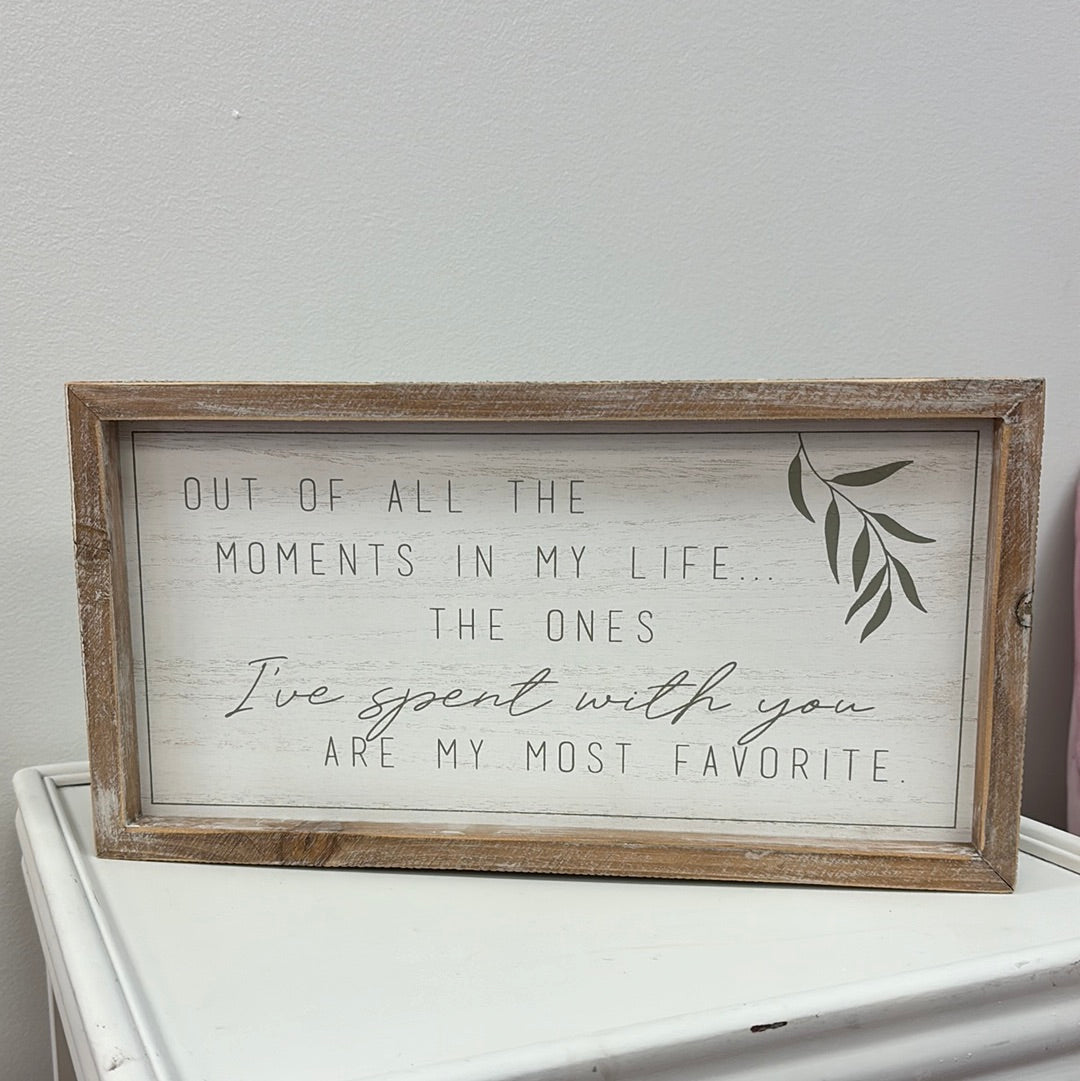 OUT OF ALL THE
MOMENTS IN MY LIFE...
THE ONES
I've spent with you
ARE MY MOST FAVORITE.